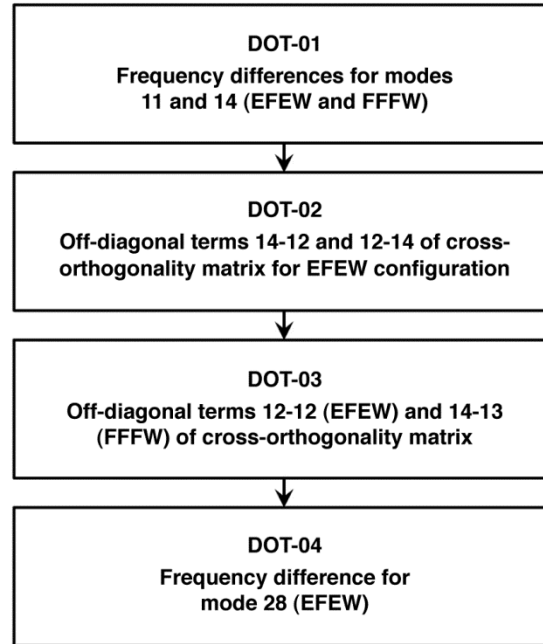 DOT-01
Frequency differences for modes
11 and 14 (EFEW and FFFW)
DOT-02
Off-diagonal terms 14-12 and 12-14 of cross-
orthogonality matrix for EFEW configuration
DOT-03
Off-diagonal terms 12-12 (EFEW) and 14-13
(FFFW) of cross-orthogonality matrix
DOT-04
Frequency difference for
mode 28 (EFEW)